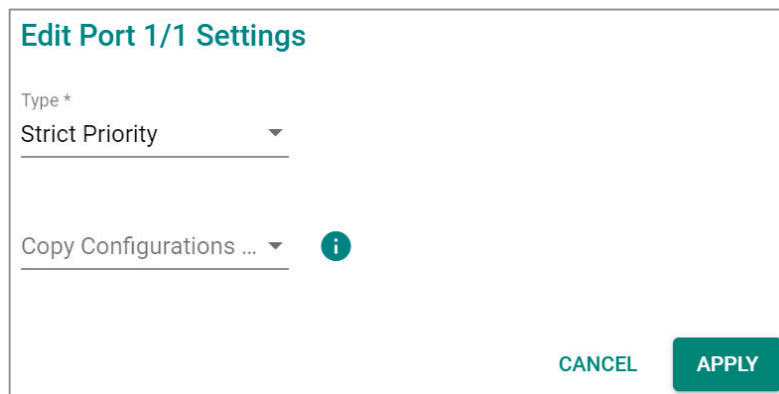 Edit Port 1/1 Settings
Type *
Strict Priority
Copy Configurations ...
i
CANCEL APPLY